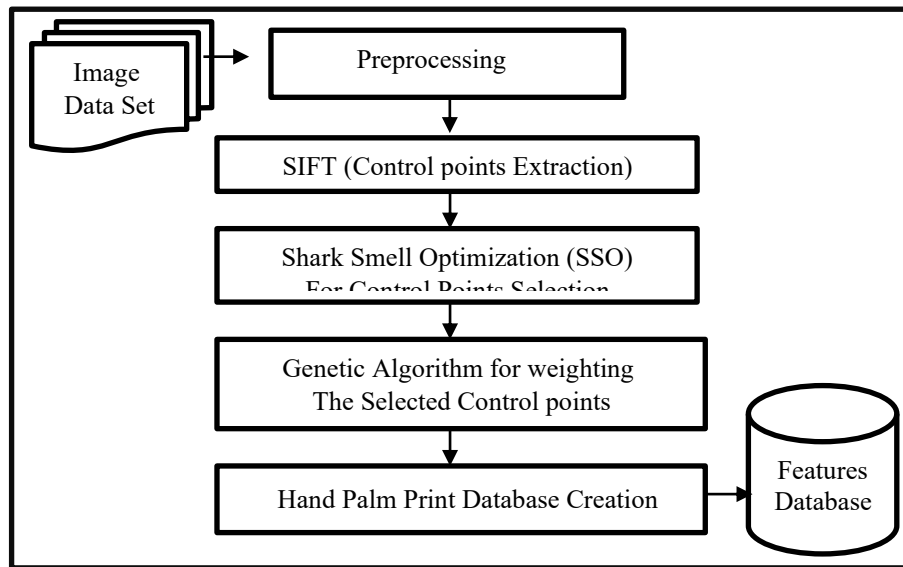 Image
Data Set
Preprocessing
SIFT (Control points Extraction)
Shark Smell Optimization (SSO)
For Control Points Selection
Genetic Algorithm for weighting
The Selected Control points
Hand Palm Print Database Creation
Features
Database